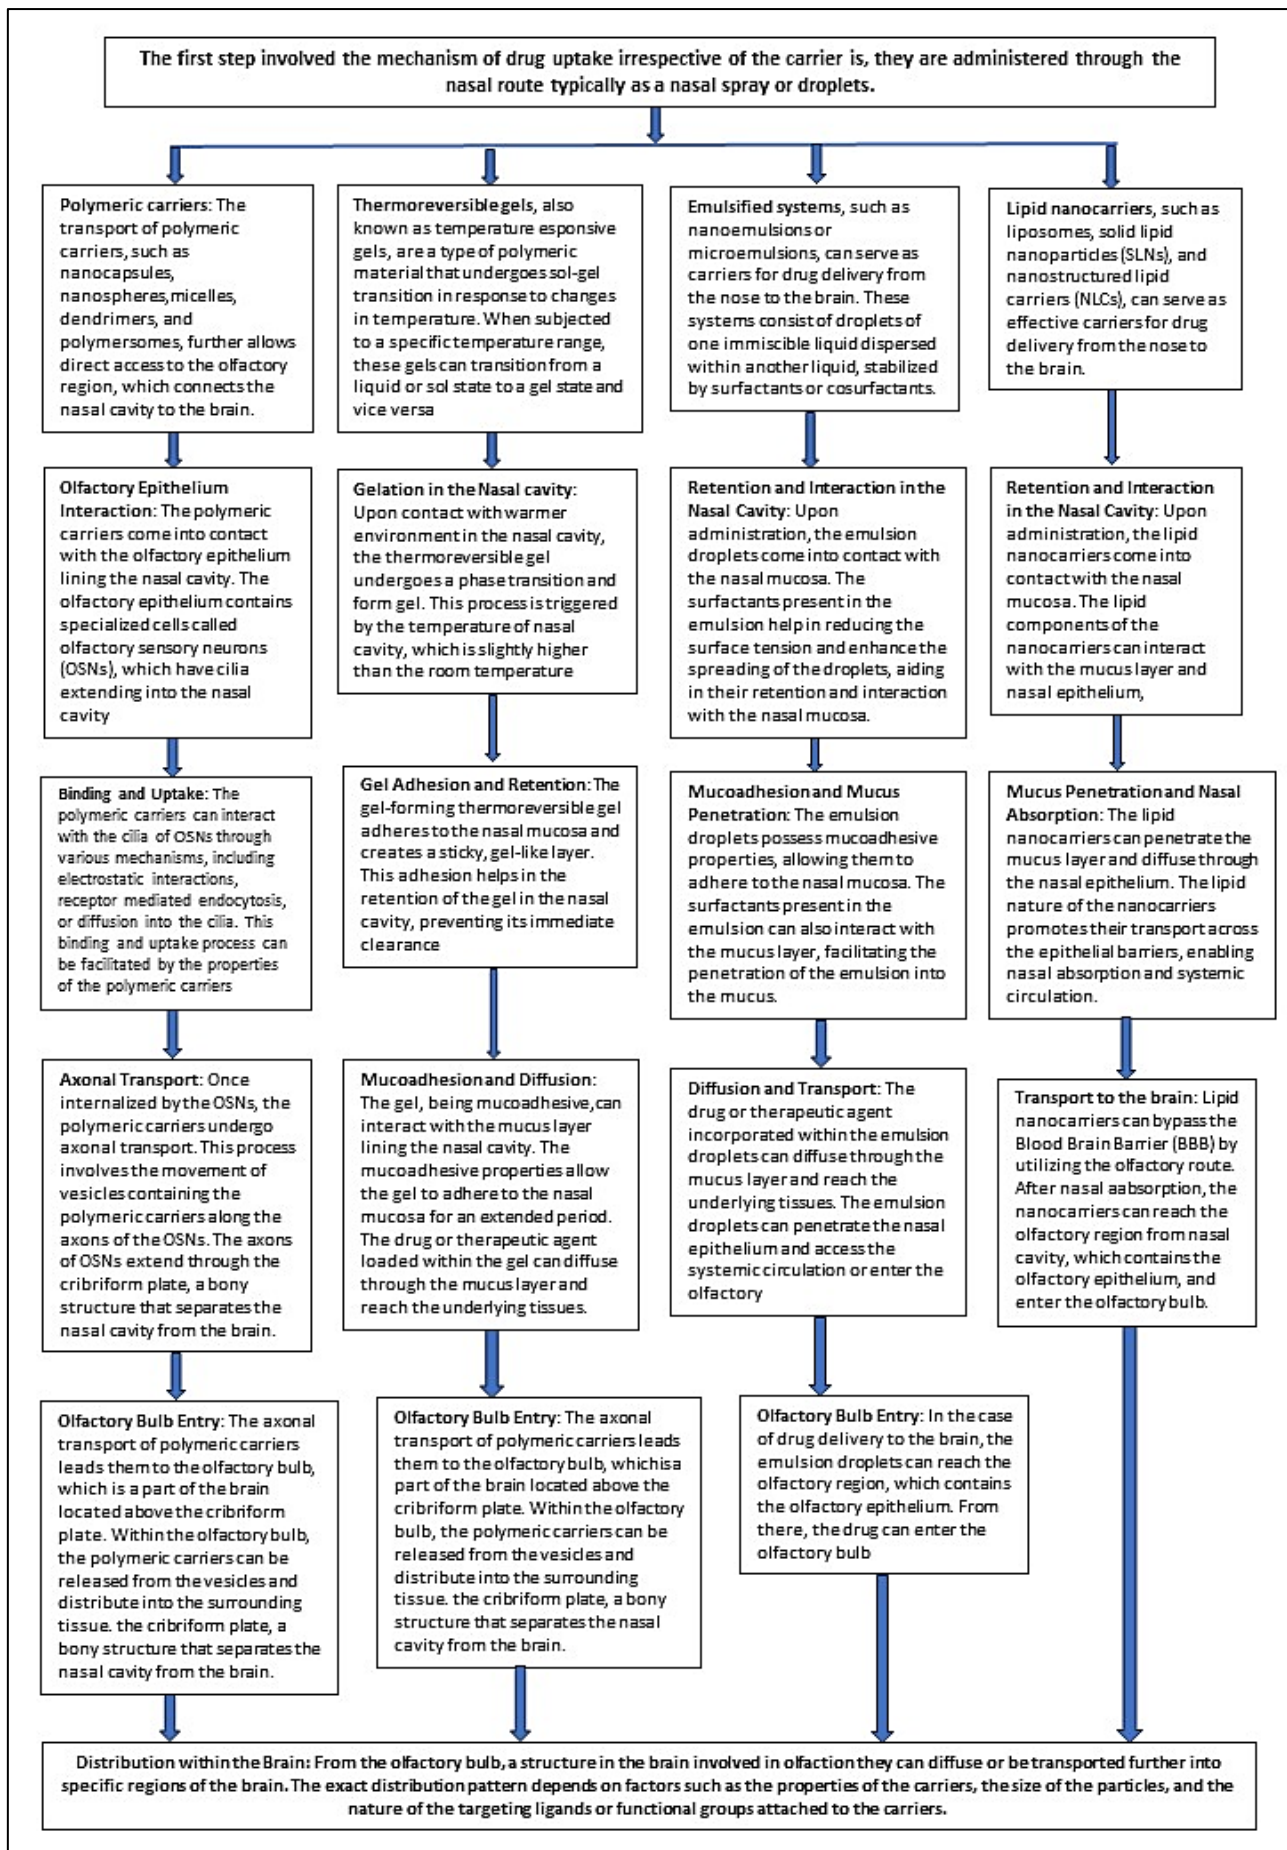 The first step involved the mechanism of drug uptake irrespective of the carrier is, they are administered through the
nasal route typically as a nasal spray or droplets.
Polymeric carriers: The
transport of polymeric
carriers, such as
nanocapsules,
nanospheres,micelles,
dendrimers, and
polymersomes, further allows
direct access to the olfactory
region, which connects the
nasal cavity to the brain.
Olfactory Epithelium
Interaction: The polymeric
carriers come into contact
with the olfactory epithelium
lining the nasal cavity. The
olfactory epithelium contains
specialized cells called
olfactory sensory neurons
(OSNs), which have cilia
extending into the nasal
cavity
Binding and Uptake: The
polymeric carriers can interact
with the cilia of OSNs through
various mechanisms, including
electrostatic interactions,
receptor mediated endocytosis,
or diffusion into the cilia. This
binding and uptake process can
be facilitated by the properties
of the polymeric carriers
Axonal Transport: Once
internalized by the OSNs, the
polymeric carriers undergo
axonal transport. This process
involves the movement of
vesicles containing the
polymeric carriers along the
axons of the OSNs. The axons
of OSNs extend through the
cribriform plate, a bony
structure that separates the
nasal cavity from the brain.
Olfactory Bulb Entry: The axonal
transport of polymeric carriers
leads them to the olfactory bulb,
which is a part of the brain
located above the cribriform
plate. Within the olfactory bulb,
the polymeric carriers can be
released from the vesicles and
distribute into the surrounding
tissue. the cribriform plate, a
bony structure that separates the
nasal cavity from the brain.
Thermoreversible gels, also
known as temperature esponsive
gels, are a type of polymeric
material that undergoes sol-gel
transition in response to changes
in temperature. When subjected
to a specific temperature range,
these gels can transition from a
liquid or sol state to a gel state and
vice versa
Gelation in the Nasal cavity:
Upon contact with warmer
environment in the nasal cavity,
the thermoreversible gel
undergoes a phase transition and
form gel. This process is triggered
by the temperature of nasal
cavity, which is slightly higher
than the room temperature
Gel Adhesion and Retention: The
gel-forming thermoreversible gel
adheres to the nasal mucosa and
creates a sticky, gel-like layer.
This adhesion helps in the
retention of the gel in the nasal
cavity, preventing its immediate
clearance
Mucoadhesion and Diffusion:
The gel, being mucoadhesive,can
interact with the mucus layer
lining the nasal cavity. The
mucoadhesive properties allow
the gel to adhere to the nasal
mucosa for an extended period.
The drug or therapeutic agent
loaded within the gel can diffuse
through the mucus layer and
reach the underlying tissues.
Olfactory Bulb Entry: The axonal
transport of polymeric carriers leads
them to the olfactory bulb, whichis a
part of the brain located above the
cribriform plate. Within the olfactory
bulb, the polymeric carriers can be
released from the vesicles and
distribute into the surrounding
tissue. the cribriform plate, a bony
structure that separates the nasal
cavity from the brain.
Emulsified systems, such as
nanoemulsions or
microemulsions, can serve as
carriers for drug delivery from
the nose to the brain. These
systems consist of droplets of
one immiscible liquid dispersed
within another liquid, stabilized
by surfactants or cosurfactants.
Retention and Interaction in the
Nasal Cavity: Upon
administration, the emulsion
droplets come into contact with
the nasal mucosa. The
surfactants present in the
emulsion help in reducing the
surface tension and enhance the
spreading of the droplets, aiding
in their retention and interaction
with the nasal mucosa.
Mucoadhesion and Mucus
Penetration: The emulsion
droplets possess mucoadhesive
properties, allowing them to
adhere to the nasal mucosa. The
surfactants present in the
emulsion can also interact with
the mucus layer, facilitating the
penetration of the emulsion into
the mucus.
Diffusion and Transport: The
drug or therapeutic agent
incorporated within the emulsion
droplets can diffuse through the
mucus layer and reach the
underlying tissues. The emulsion
droplets can penetrate the nasal
epithelium and access the
systemic circulation or enter the
olfactory
Olfactory Bulb Entry: In the case
of drug delivery to the brain, the
emulsion droplets can reach the
olfactory region, which contains
the olfactory epithelium. From
there, the drug can enter the
olfactory bulb
Lipid nanocarriers, such as
liposomes, solid lipid
nanoparticles (SLNs), and
nanostructured lipid
carriers (NLCs), can serve as
effective carriers for drug
delivery from the nose to
the brain.
Retention and Interaction
in the Nasal Cavity: Upon
administration, the lipid
nanocarriers come into
contact with the nasal
mucosa. The lipid
components of the
nanocarriers can interact
with the mucus layer and
nasal epithelium,
Mucus Penetration and Nasal
Absorption: The lipid
nanocarriers can penetrate the
mucus layer and diffuse through
the nasal epithelium. The lipid
nature of the nanocarriers
promotes their transport across
the epithelial barriers, enabling
nasal absorption and systemic
circulation.
Transport to the brain: Lipid
nanocarriers can bypass the
Blood Brain Barrier (BBB) by
utilizing the olfactory route.
After nasal aabsorption, the
nanocarriers can reach the
olfactory region from nasal
cavity, which contains the
olfactory epithelium, and
enter the olfactory bulb.
Distribution within the Brain: From the olfactory bulb, a structure in the brain involved in olfaction they can diffuse or be transported further into
specific regions of the brain. The exact distribution pattern depends on factors such as the properties of the carriers, the size of the particles, and the
nature of the targeting ligands or functional groups attached to the carriers.